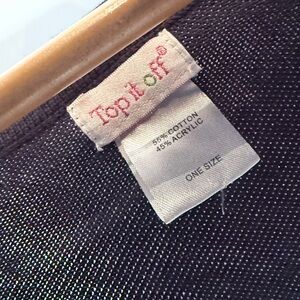 Top it off®
55% COTTON
45% ACRYLIC
ONE SIZE